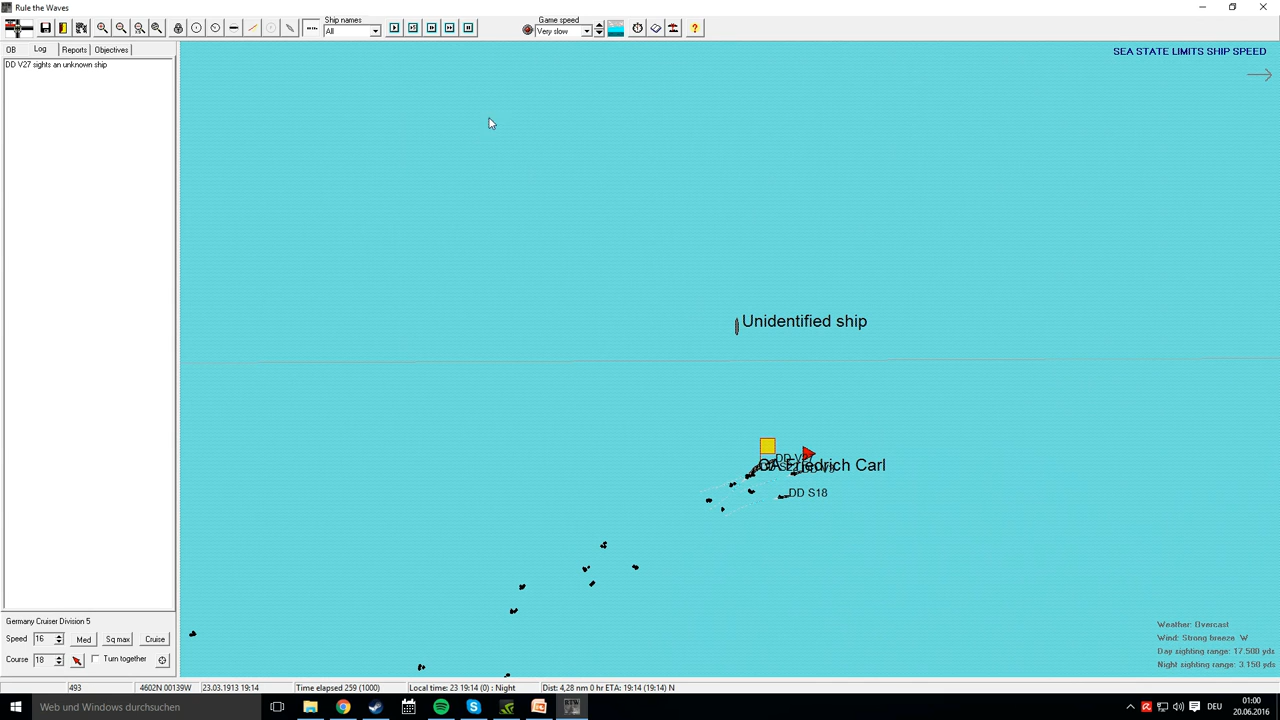 Rule the Waves
Ship names
All
Game speed
Very slow
?
OB Log Reports Objectives
DD V27 sights an unknown ship
SEA STATE LIMITS SHIP SPEED
Unidentified ship
CA Friedrich Carl
DD S18
Weather: Overcast
Wind: Strong breeze W
Day sighting range: 17.500 yds
Night sighting range: 3.150 yds
Germany Cruiser Division 5
Speed 16 Med Sq max Cruise
Course 18 Turn together
493 4602N 00139W 23.03.1913 19:14 Time elapsed 259 (1000) Local time: 23 19:14 (0) : Night Dist: 4,28 nm 0 hr ETA: 19:14 (19:14) N
Web und Windows durchsuchen
DEU
01:00
20.06.2016